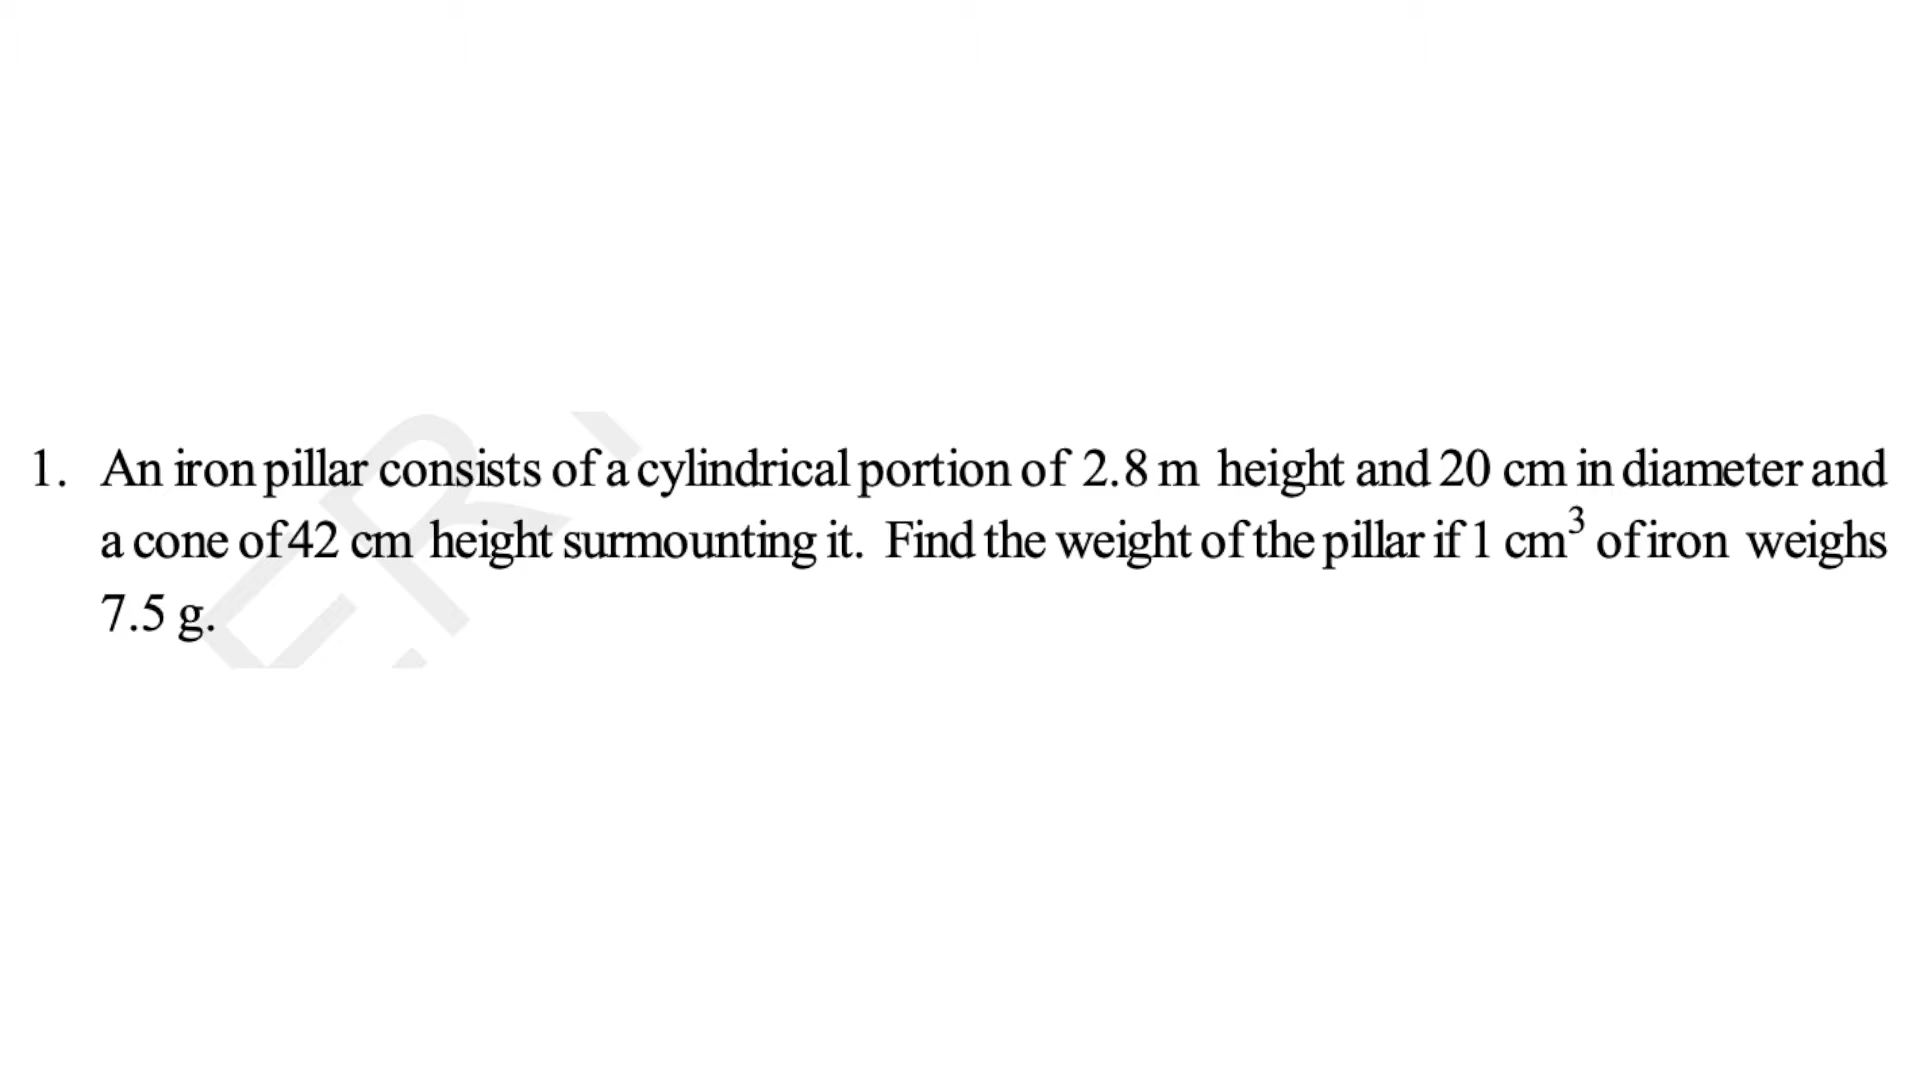 1. An iron pillar consists of a cylindrical portion of 2.8 m height and 20 cm in diameter and
a cone of 42 cm height surmounting it. Find the weight of the pillar if 1 cm³ of iron weighs
7.5 g.